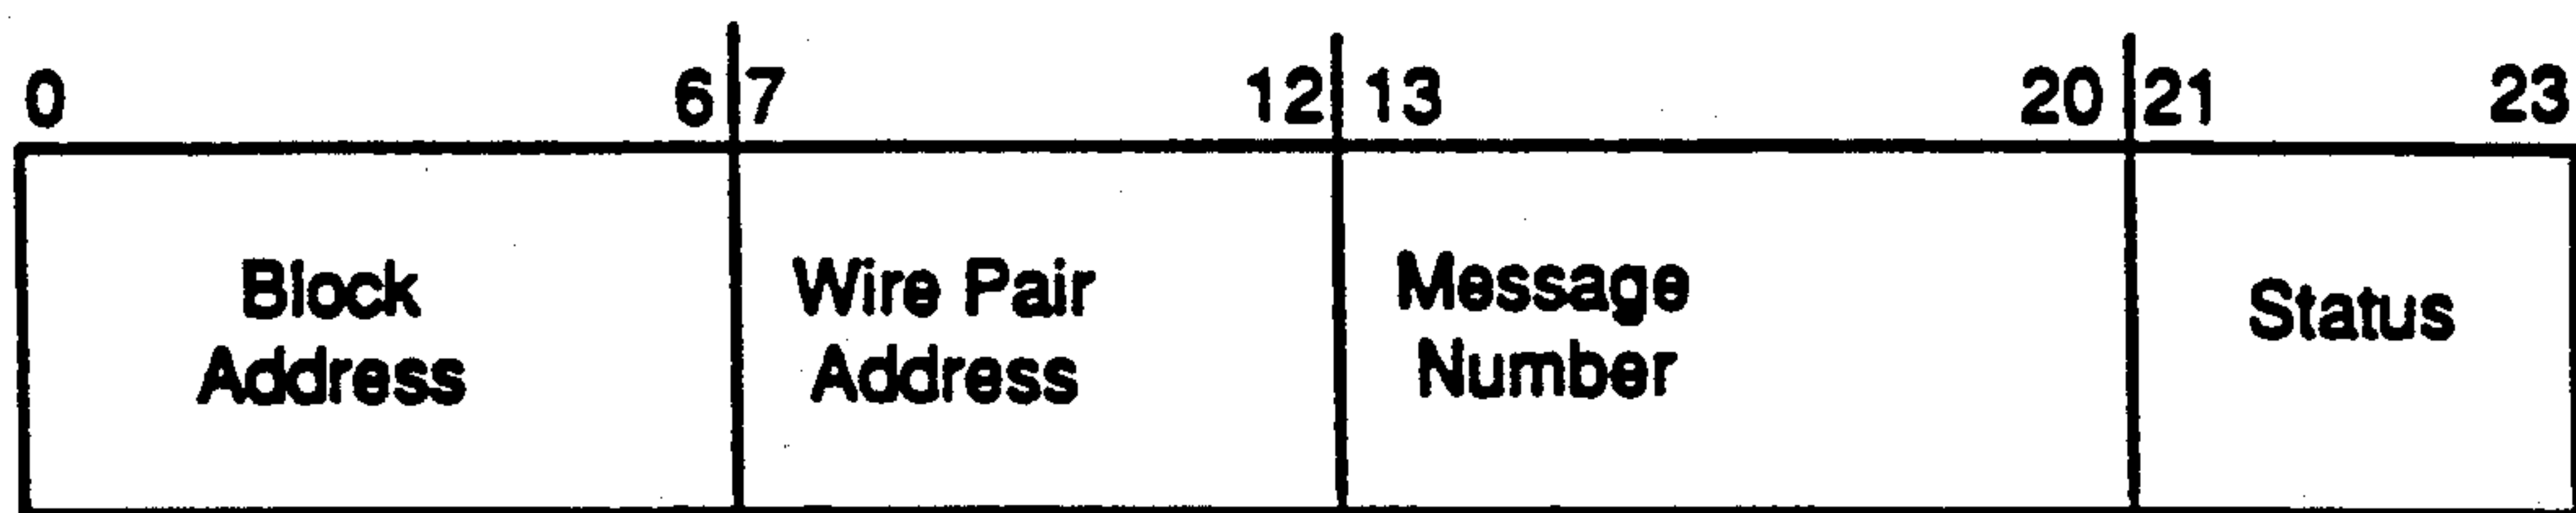 0 6 7 12 13 20 21 23
Block
Address
Wire Pair
Address
Message
Number
Status